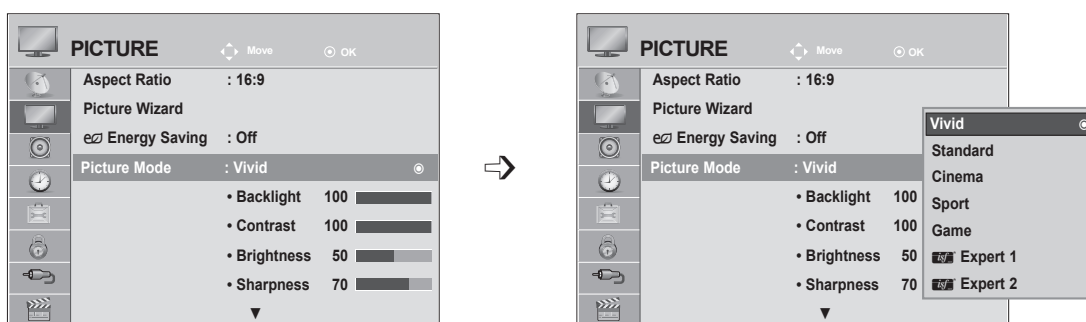 PICTURE Move OK
Aspect Ratio : 16:9
Picture Wizard
Energy Saving : Off
Picture Mode : Vivid
• Backlight 100
• Contrast 100
• Brightness 50
• Sharpness 70
PICTURE Move OK
Aspect Ratio : 16:9
Picture Wizard
Energy Saving : Off
Picture Mode : Vivid
• Backlight 100
• Contrast 100
• Brightness 50
• Sharpness 70
Vivid
Standard
Cinema
Sport
Game
isf Expert 1
isf Expert 2